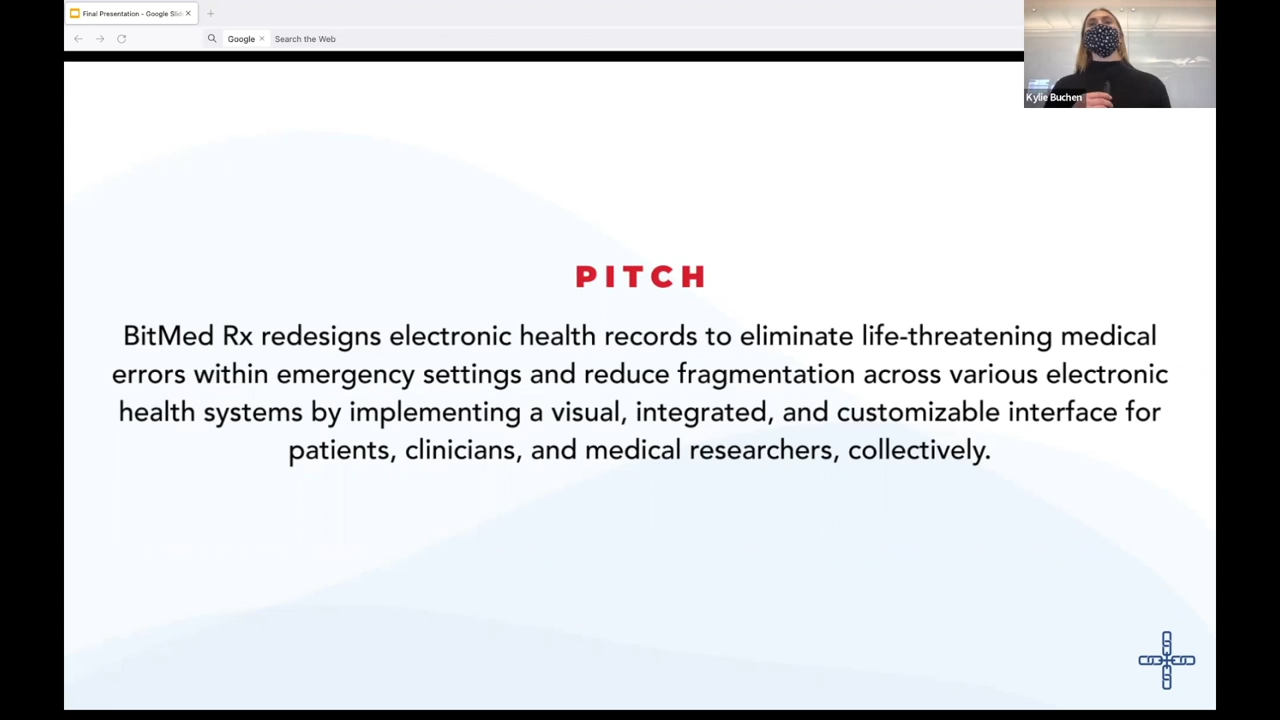 Final Presentation - Google Slid
Google
Search the Web
Kylie Buchen
PITCH
BitMed Rx redesigns electronic health records to eliminate life-threatening medical
errors within emergency settings and reduce fragmentation across various electronic
health systems by implementing a visual, integrated, and customizable interface for
patients, clinicians, and medical researchers, collectively.